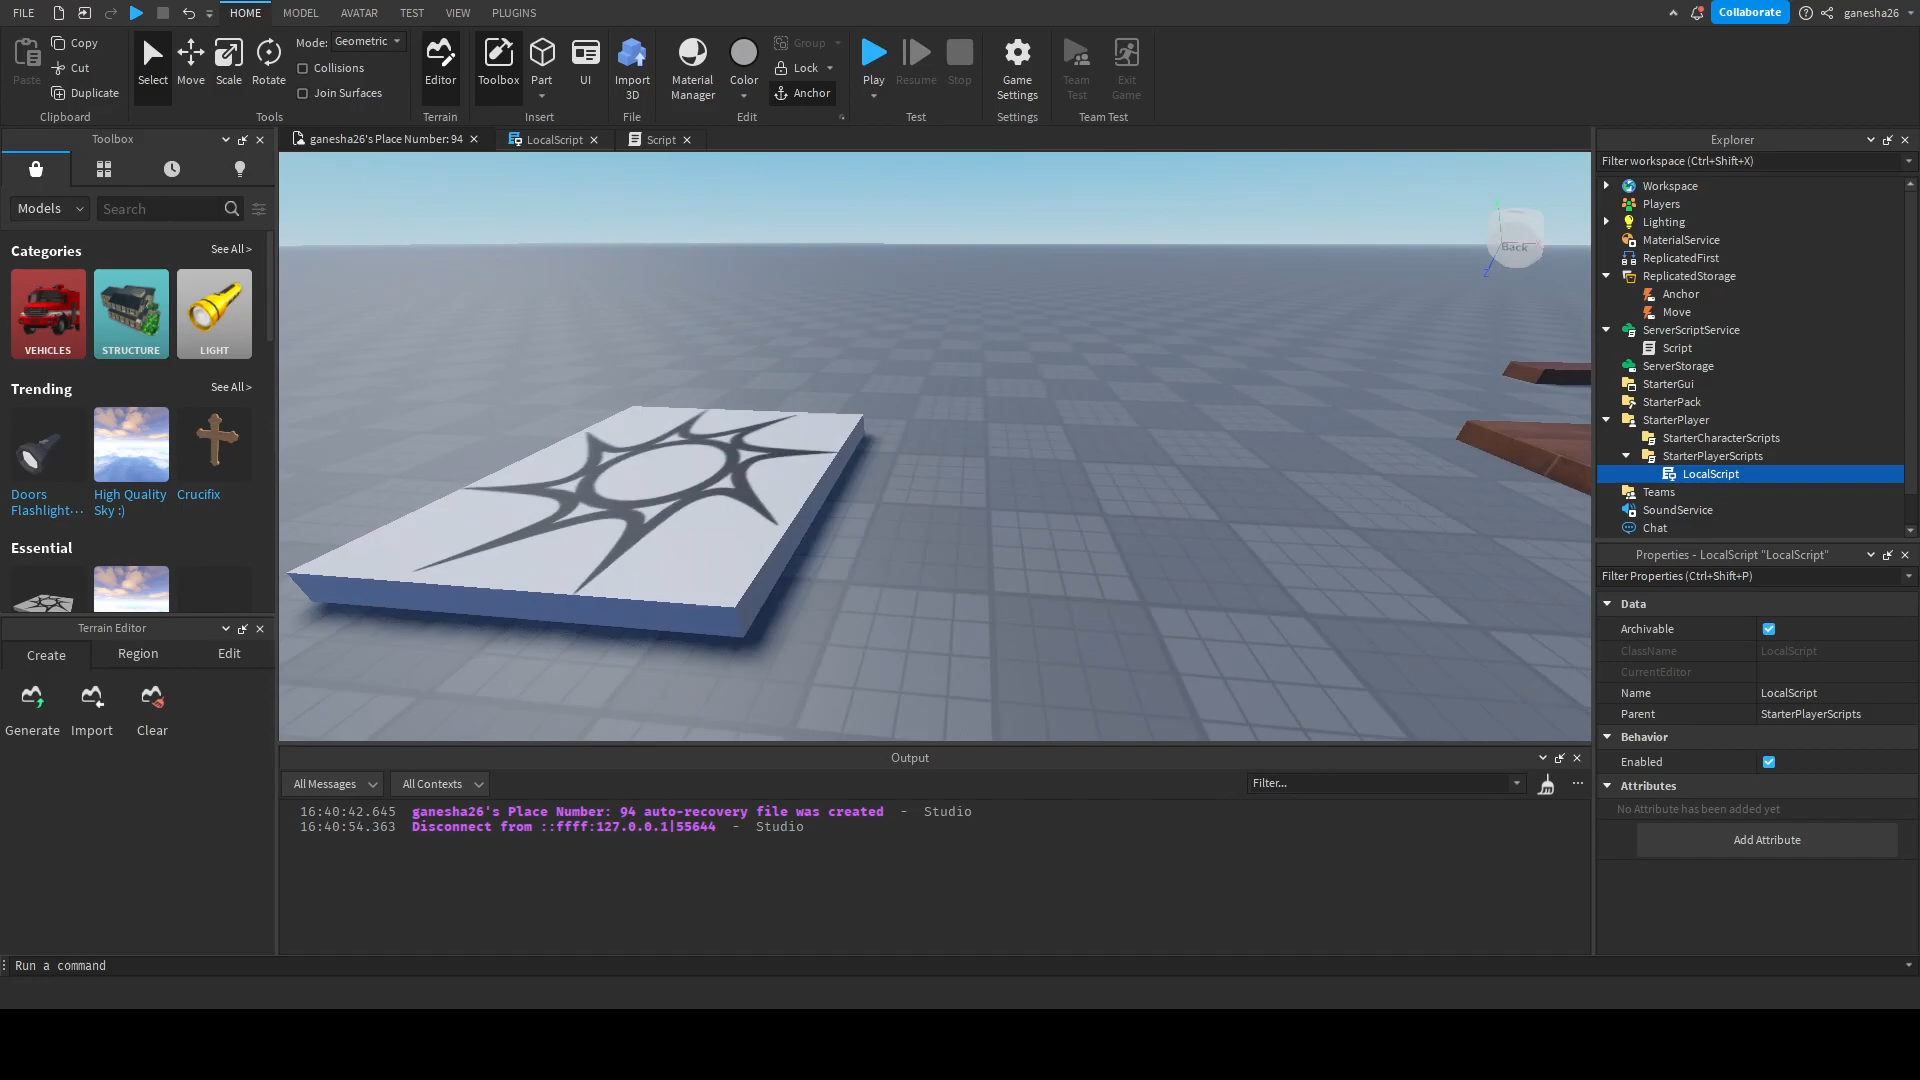 FILE
HOME
MODEL
AVATAR
TEST
VIEW
PLUGINS
Collaborate
ganesha26
Paste
Copy
Cut
Duplicate
Clipboard
Select
Move
Scale
Rotate
Mode:
Geometric
Collisions
Join Surfaces
Tools
Editor
Terrain
Toolbox
Part
UI
Insert
Import
3D
File
Material
Manager
Color
Group
Lock
Anchor
Edit
Play
Resume
Stop
Test
Game
Settings
Settings
Team
Test
Exit
Game
Team Test
Toolbox
Models
Search
Categories
See All >
VEHICLES
STRUCTURE
LIGHT
Trending
See All >
Doors
Flashlight...
High Quality
Sky :)
Crucifix
Essential
Terrain Editor
Create
Region
Edit
Generate
Import
Clear
ganesha26's Place Number: 94
LocalScript
Script
Back
Output
All Messages
All Contexts
Filter...
16:40:42.645 ganesha26's Place Number: 94 auto-recovery file was created - Studio
16:40:54.363 Disconnect from ::ffff:127.0.0.1|55644 - Studio
Run a command
Explorer
Filter workspace (Ctrl+Shift+X)
Workspace
Players
Lighting
MaterialService
ReplicatedFirst
ReplicatedStorage
Anchor
Move
ServerScriptService
Script
ServerStorage
StarterGui
StarterPack
StarterPlayer
StarterCharacterScripts
StarterPlayerScripts
LocalScript
Teams
SoundService
Chat
Properties - LocalScript "LocalScript"
Filter Properties (Ctrl+Shift+P)
Data
Archivable
ClassName LocalScript
CurrentEditor
Name LocalScript
Parent StarterPlayerScripts
Behavior
Enabled
Attributes
No Attribute has been added yet
Add Attribute